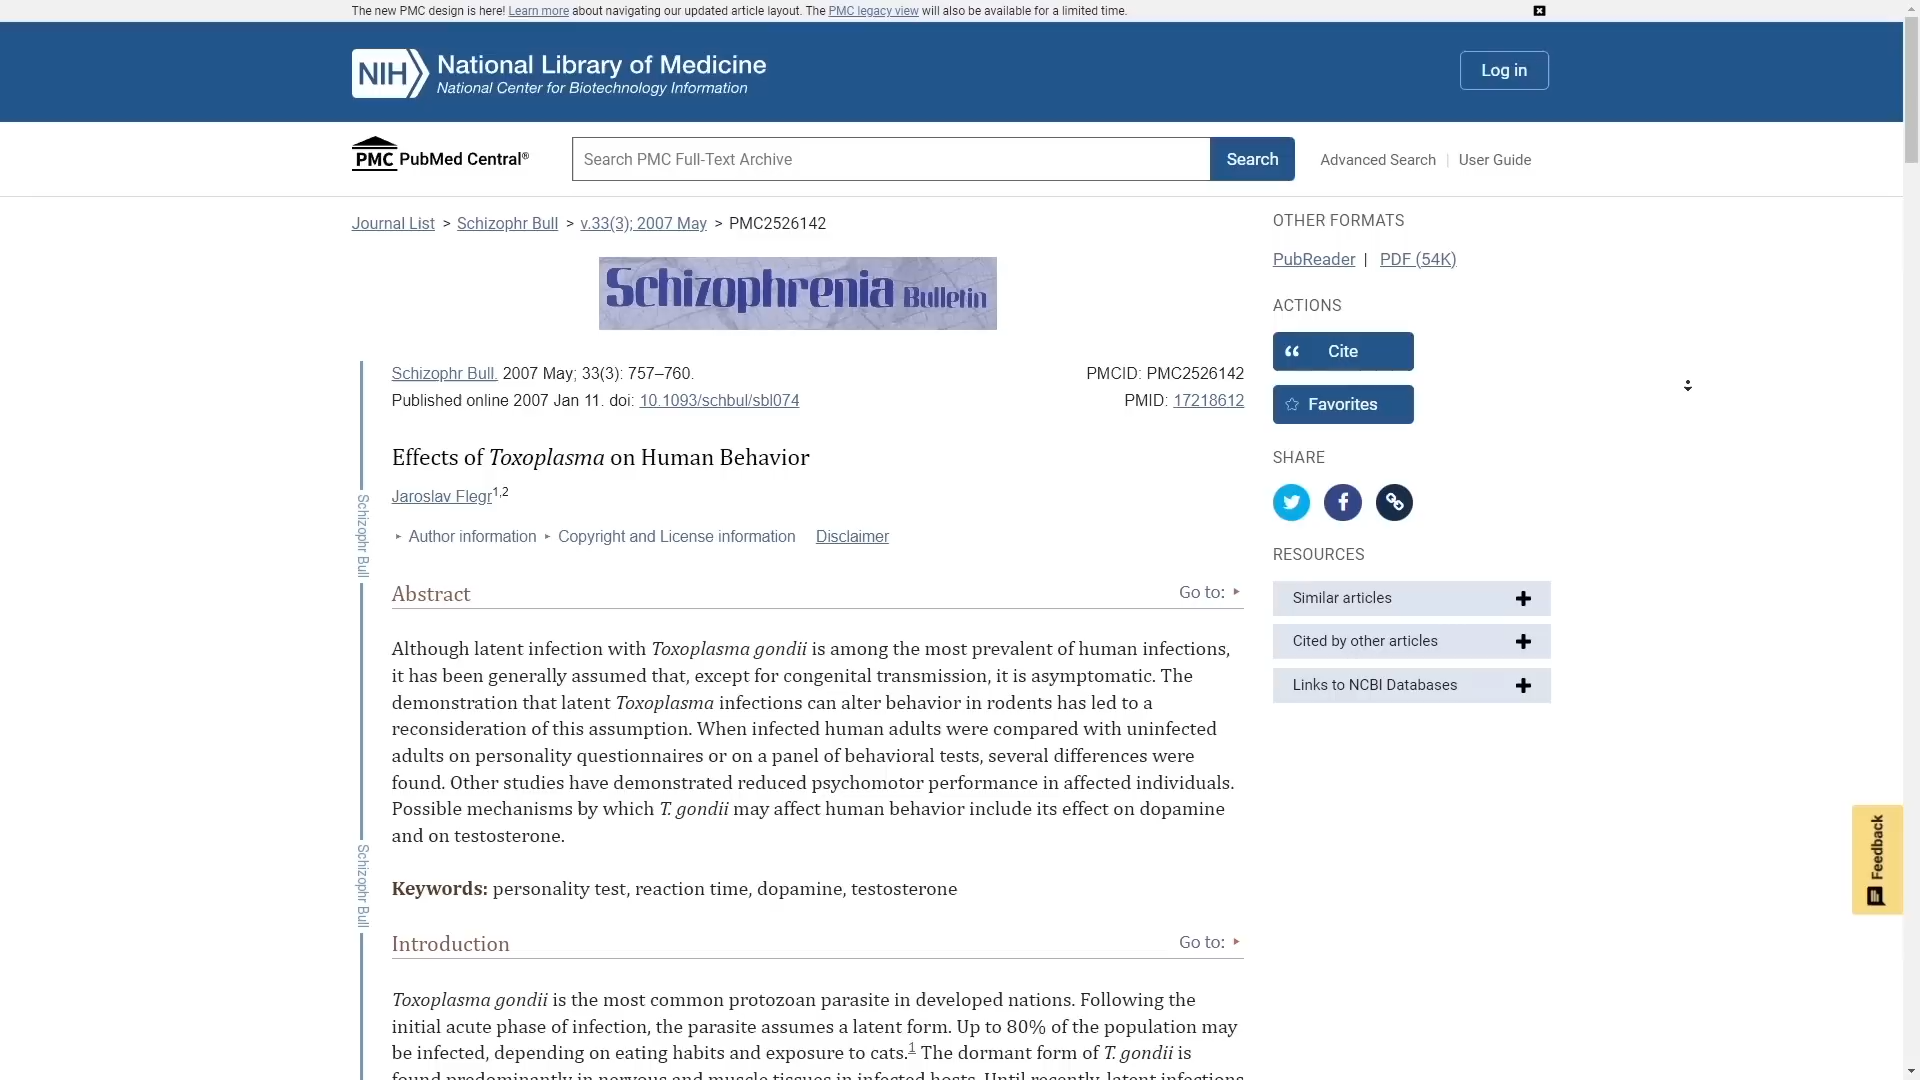 The new PMC design is here! Learn more about navigating our updated article layout. The PMC legacy view will also be available for a limited time.
NIH National Library of Medicine
National Center for Biotechnology Information
Log in
PMC PubMed Central®
Search PMC Full-Text Archive
Search
Advanced Search | User Guide
Journal List > Schizophr Bull > v.33(3); 2007 May > PMC2526142
Schizophrenia Bulletin
Schizophr Bull. 2007 May; 33(3): 757–760.
PMCID: PMC2526142
Published online 2007 Jan 11. doi: 10.1093/schbul/sbl074
PMID: 17218612
Effects of Toxoplasma on Human Behavior
Jaroslav Flegr1,2
Author information Copyright and License information Disclaimer
Abstract
Go to:
Although latent infection with Toxoplasma gondii is among the most prevalent of human infections,
it has been generally assumed that, except for congenital transmission, it is asymptomatic. The
demonstration that latent Toxoplasma infections can alter behavior in rodents has led to a
reconsideration of this assumption. When infected human adults were compared with uninfected
adults on personality questionnaires or on a panel of behavioral tests, several differences were
found. Other studies have demonstrated reduced psychomotor performance in affected individuals.
Possible mechanisms by which T. gondii may affect human behavior include its effect on dopamine
and on testosterone.
Keywords: personality test, reaction time, dopamine, testosterone
Introduction
Go to:
Toxoplasma gondii is the most common protozoan parasite in developed nations. Following the
initial acute phase of infection, the parasite assumes a latent form. Up to 80% of the population may
be infected, depending on eating habits and exposure to cats.1 The dormant form of T. gondii is
found predominantly in nervous and muscle tissues in infected hosts. Until recently, latent infections
Schizophr Bull
Schizophr Bull
OTHER FORMATS
PubReader | PDF (54K)
ACTIONS
Cite
Favorites
SHARE
RESOURCES
Similar articles
Cited by other articles
Links to NCBI Databases
Feedback